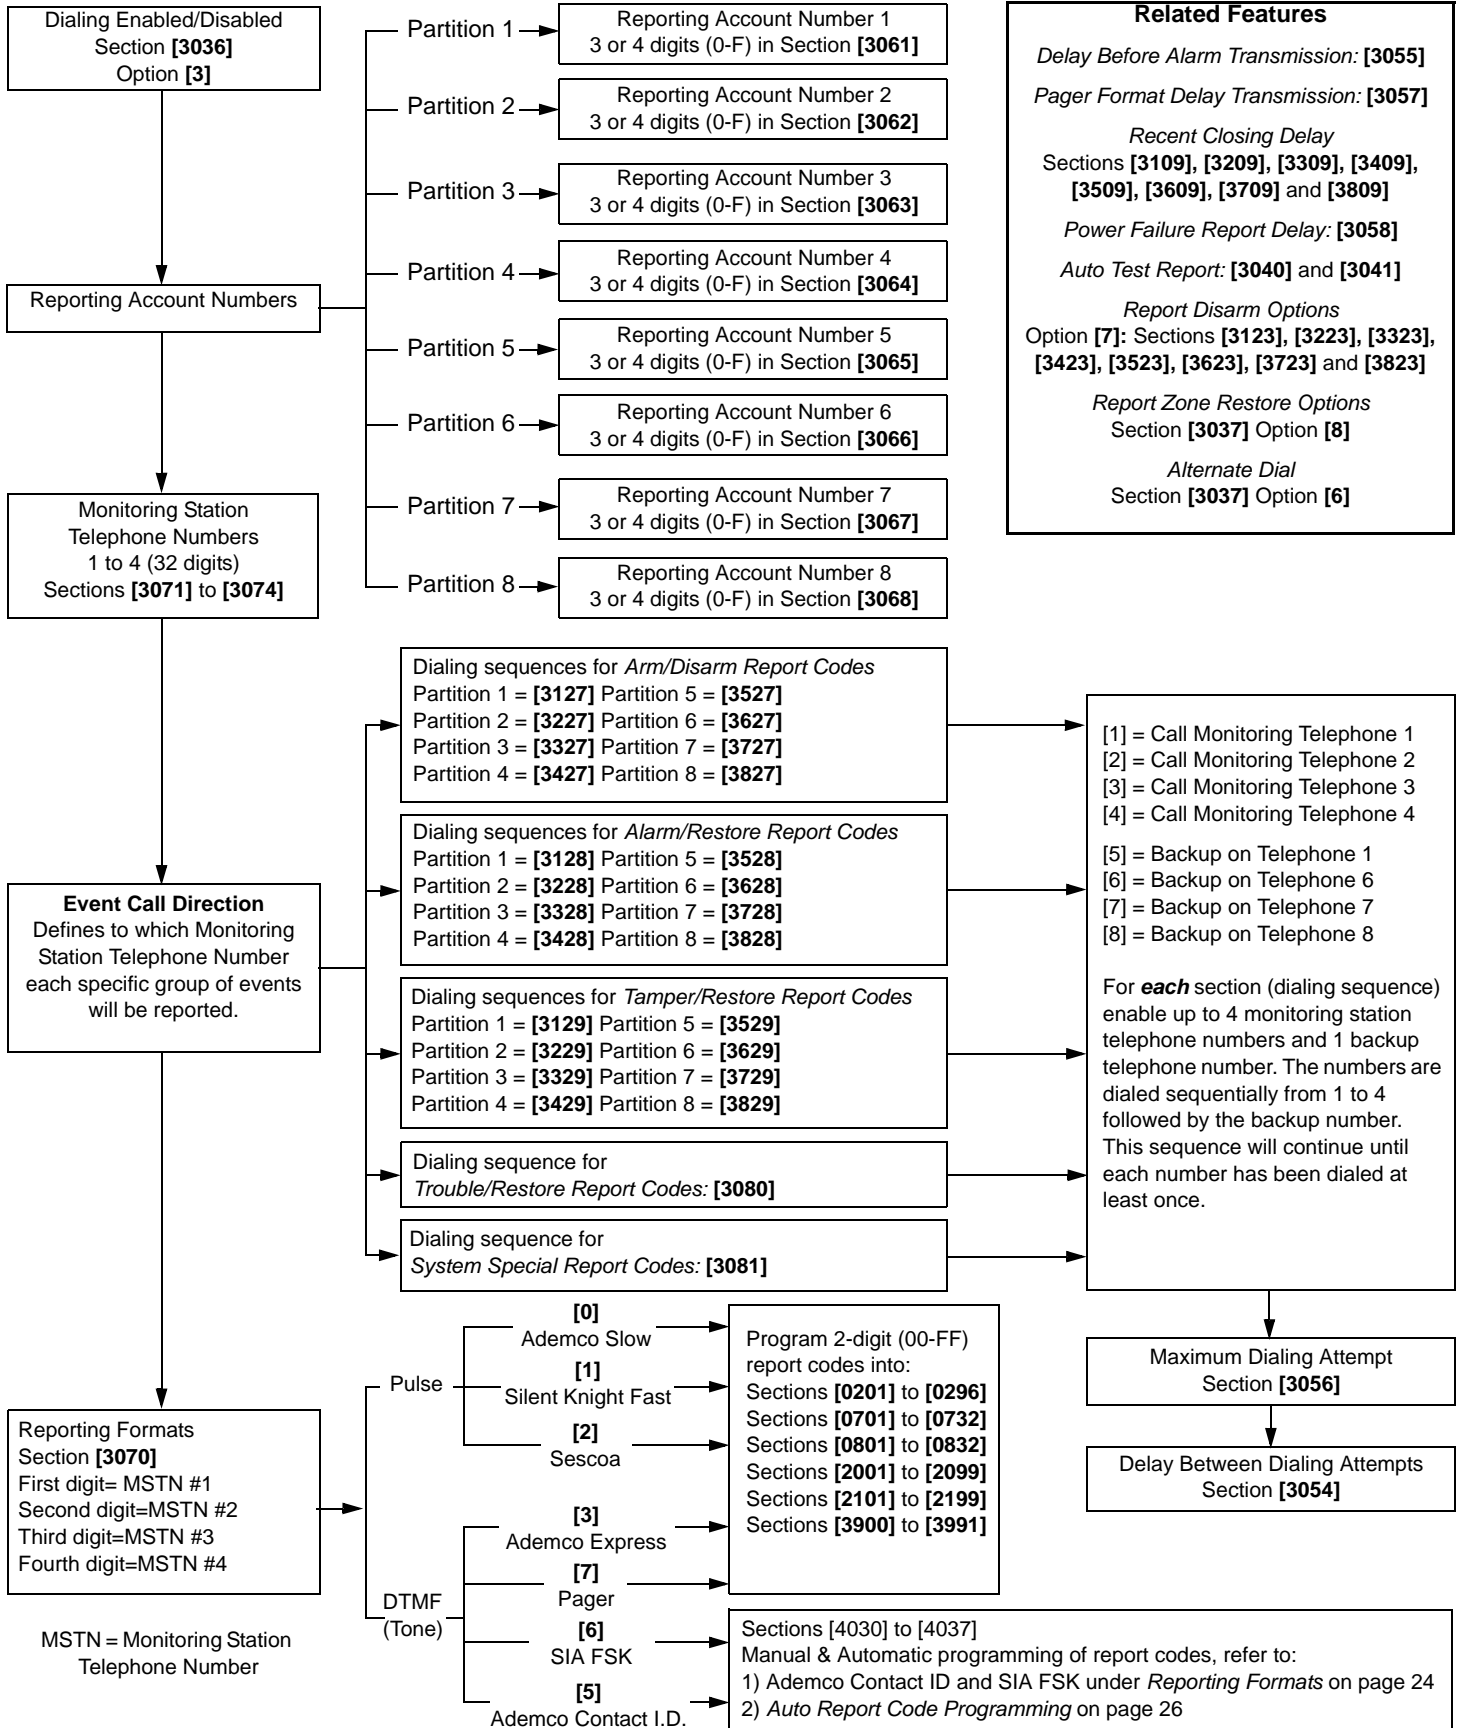 Dialing Enabled/Disabled
Section [3036]
Option [3]
Reporting Account Numbers
Monitoring Station
Telephone Numbers
1 to 4 (32 digits)
Sections [3071] to [3074]
Event Call Direction
Defines to which Monitoring
Station Telephone Number
each specific group of events
will be reported.
Reporting Formats
Section [3070]
First digit= MSTN #1
Second digit=MSTN #2
Third digit=MSTN #3
Fourth digit=MSTN #4
MSTN = Monitoring Station
Telephone Number
Partition 1
Reporting Account Number 1
3 or 4 digits (0-F) in Section [3061]
Partition 2
Reporting Account Number 2
3 or 4 digits (0-F) in Section [3062]
Partition 3
Reporting Account Number 3
3 or 4 digits (0-F) in Section [3063]
Partition 4
Reporting Account Number 4
3 or 4 digits (0-F) in Section [3064]
Partition 5
Reporting Account Number 5
3 or 4 digits (0-F) in Section [3065]
Partition 6
Reporting Account Number 6
3 or 4 digits (0-F) in Section [3066]
Partition 7
Reporting Account Number 7
3 or 4 digits (0-F) in Section [3067]
Partition 8
Reporting Account Number 8
3 or 4 digits (0-F) in Section [3068]
Related Features
Delay Before Alarm Transmission: [3055]
Pager Format Delay Transmission: [3057]
Recent Closing Delay
Sections [3109], [3209], [3309], [3409],
[3509], [3609], [3709] and [3809]
Power Failure Report Delay: [3058]
Auto Test Report: [3040] and [3041]
Report Disarm Options
Option [7]: Sections [3123], [3223], [3323],
[3423], [3523], [3623], [3723] and [3823]
Report Zone Restore Options
Section [3037] Option [8]
Alternate Dial
Section [3037] Option [6]
Dialing sequences for Arm/Disarm Report Codes
Partition 1 = [3127] Partition 5 = [3527]
Partition 2 = [3227] Partition 6 = [3627]
Partition 3 = [3327] Partition 7 = [3727]
Partition 4 = [3427] Partition 8 = [3827]
Dialing sequences for Alarm/Restore Report Codes
Partition 1 = [3128] Partition 5 = [3528]
Partition 2 = [3228] Partition 6 = [3628]
Partition 3 = [3328] Partition 7 = [3728]
Partition 4 = [3428] Partition 8 = [3828]
Dialing sequences for Tamper/Restore Report Codes
Partition 1 = [3129] Partition 5 = [3529]
Partition 2 = [3229] Partition 6 = [3629]
Partition 3 = [3329] Partition 7 = [3729]
Partition 4 = [3429] Partition 8 = [3829]
Dialing sequence for
Trouble/Restore Report Codes: [3080]
Dialing sequence for
System Special Report Codes: [3081]
[1] = Call Monitoring Telephone 1
[2] = Call Monitoring Telephone 2
[3] = Call Monitoring Telephone 3
[4] = Call Monitoring Telephone 4
[5] = Backup on Telephone 1
[6] = Backup on Telephone 6
[7] = Backup on Telephone 7
[8] = Backup on Telephone 8
For each section (dialing sequence)
enable up to 4 monitoring station
telephone numbers and 1 backup
telephone number. The numbers are
dialed sequentially from 1 to 4
followed by the backup number.
This sequence will continue until
each number has been dialed at
least once.
Maximum Dialing Attempt
Section [3056]
Delay Between Dialing Attempts
Section [3054]
Pulse
[0]
Ademco Slow
[1]
Silent Knight Fast
[2]
Sescoa
DTMF
(Tone)
[3]
Ademco Express
[7]
Pager
[6]
SIA FSK
[5]
Ademco Contact I.D.
Program 2-digit (00-FF)
report codes into:
Sections [0201] to [0296]
Sections [0701] to [0732]
Sections [0801] to [0832]
Sections [2001] to [2099]
Sections [2101] to [2199]
Sections [3900] to [3991]
Sections [4030] to [4037]
Manual & Automatic programming of report codes, refer to:
1) Ademco Contact ID and SIA FSK under Reporting Formats on page 24
2) Auto Report Code Programming on page 26